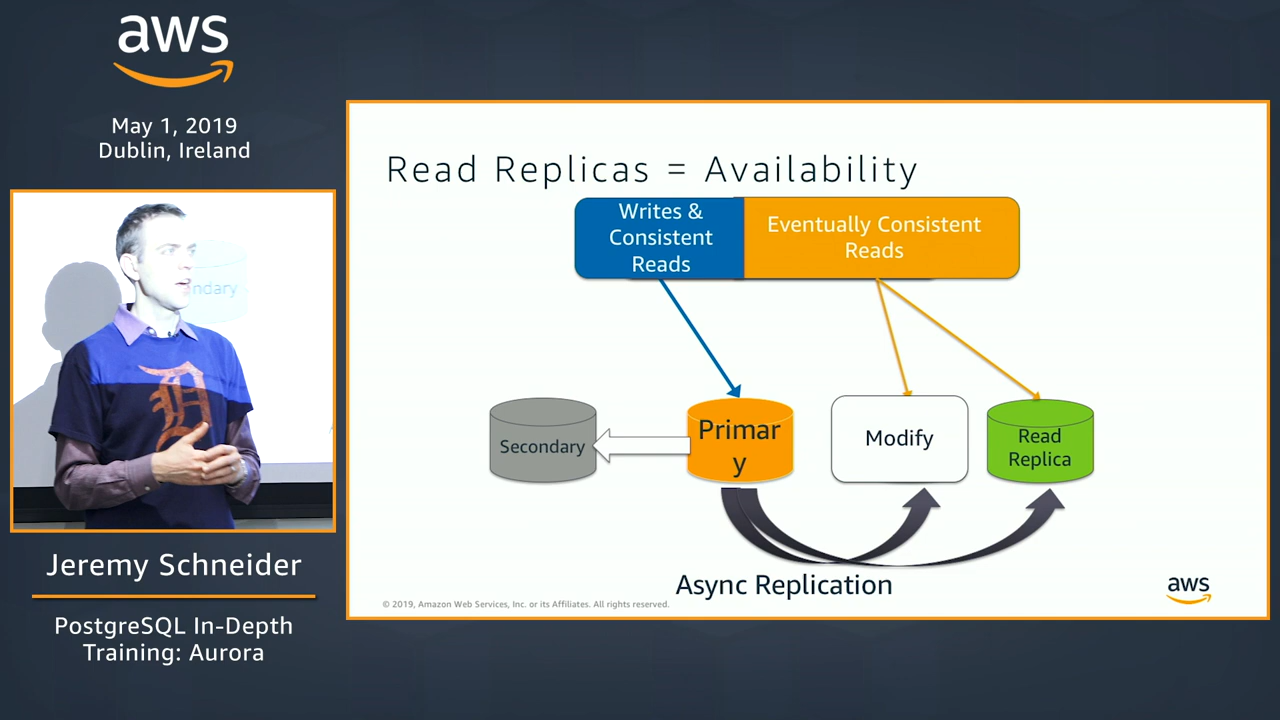 aws
May 1, 2019
Dublin, Ireland
ndary
Jeremy Schneider
PostgreSQL In-Depth
Training: Aurora
Read Replicas = Availability
Writes &
Consistent
Reads
Eventually Consistent
Reads
Secondary
Primar
y
Modify
Read
Replica
Async Replication
© 2019, Amazon Web Services, Inc. or its Affiliates. All rights reserved.
aws